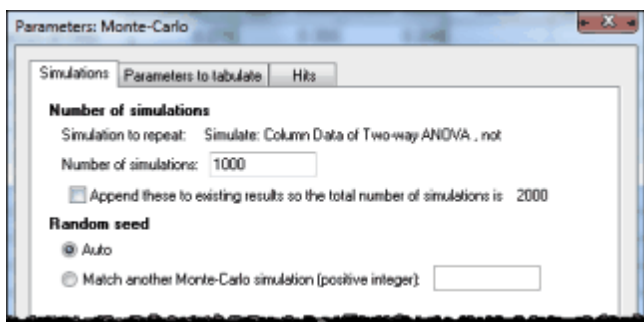 Parameters: Monte-Carlo
Simulations Parameters to tabulate Hits
Number of simulations
Simulation to repeat: Simulate: Column Data of Two-way ANOVA , not
Number of simulations: 1000
Append these to existing results so the total number of simulations is 2000
Random seed
Auto
Match another Monte-Carlo simulation (positive integer):